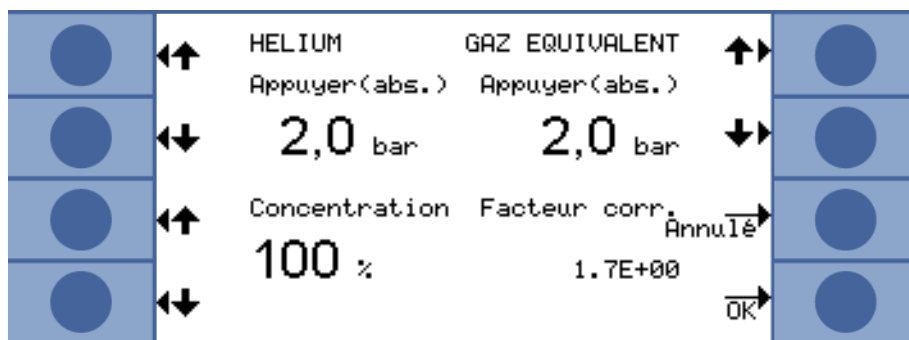 HELIUM GAZ EQUIVALENT
Appuyer(abs.) Appuyer(abs.)
2,0 bar 2,0 bar
Concentration Facteur corr.
Annulé
100 % 1.7E+00
OK